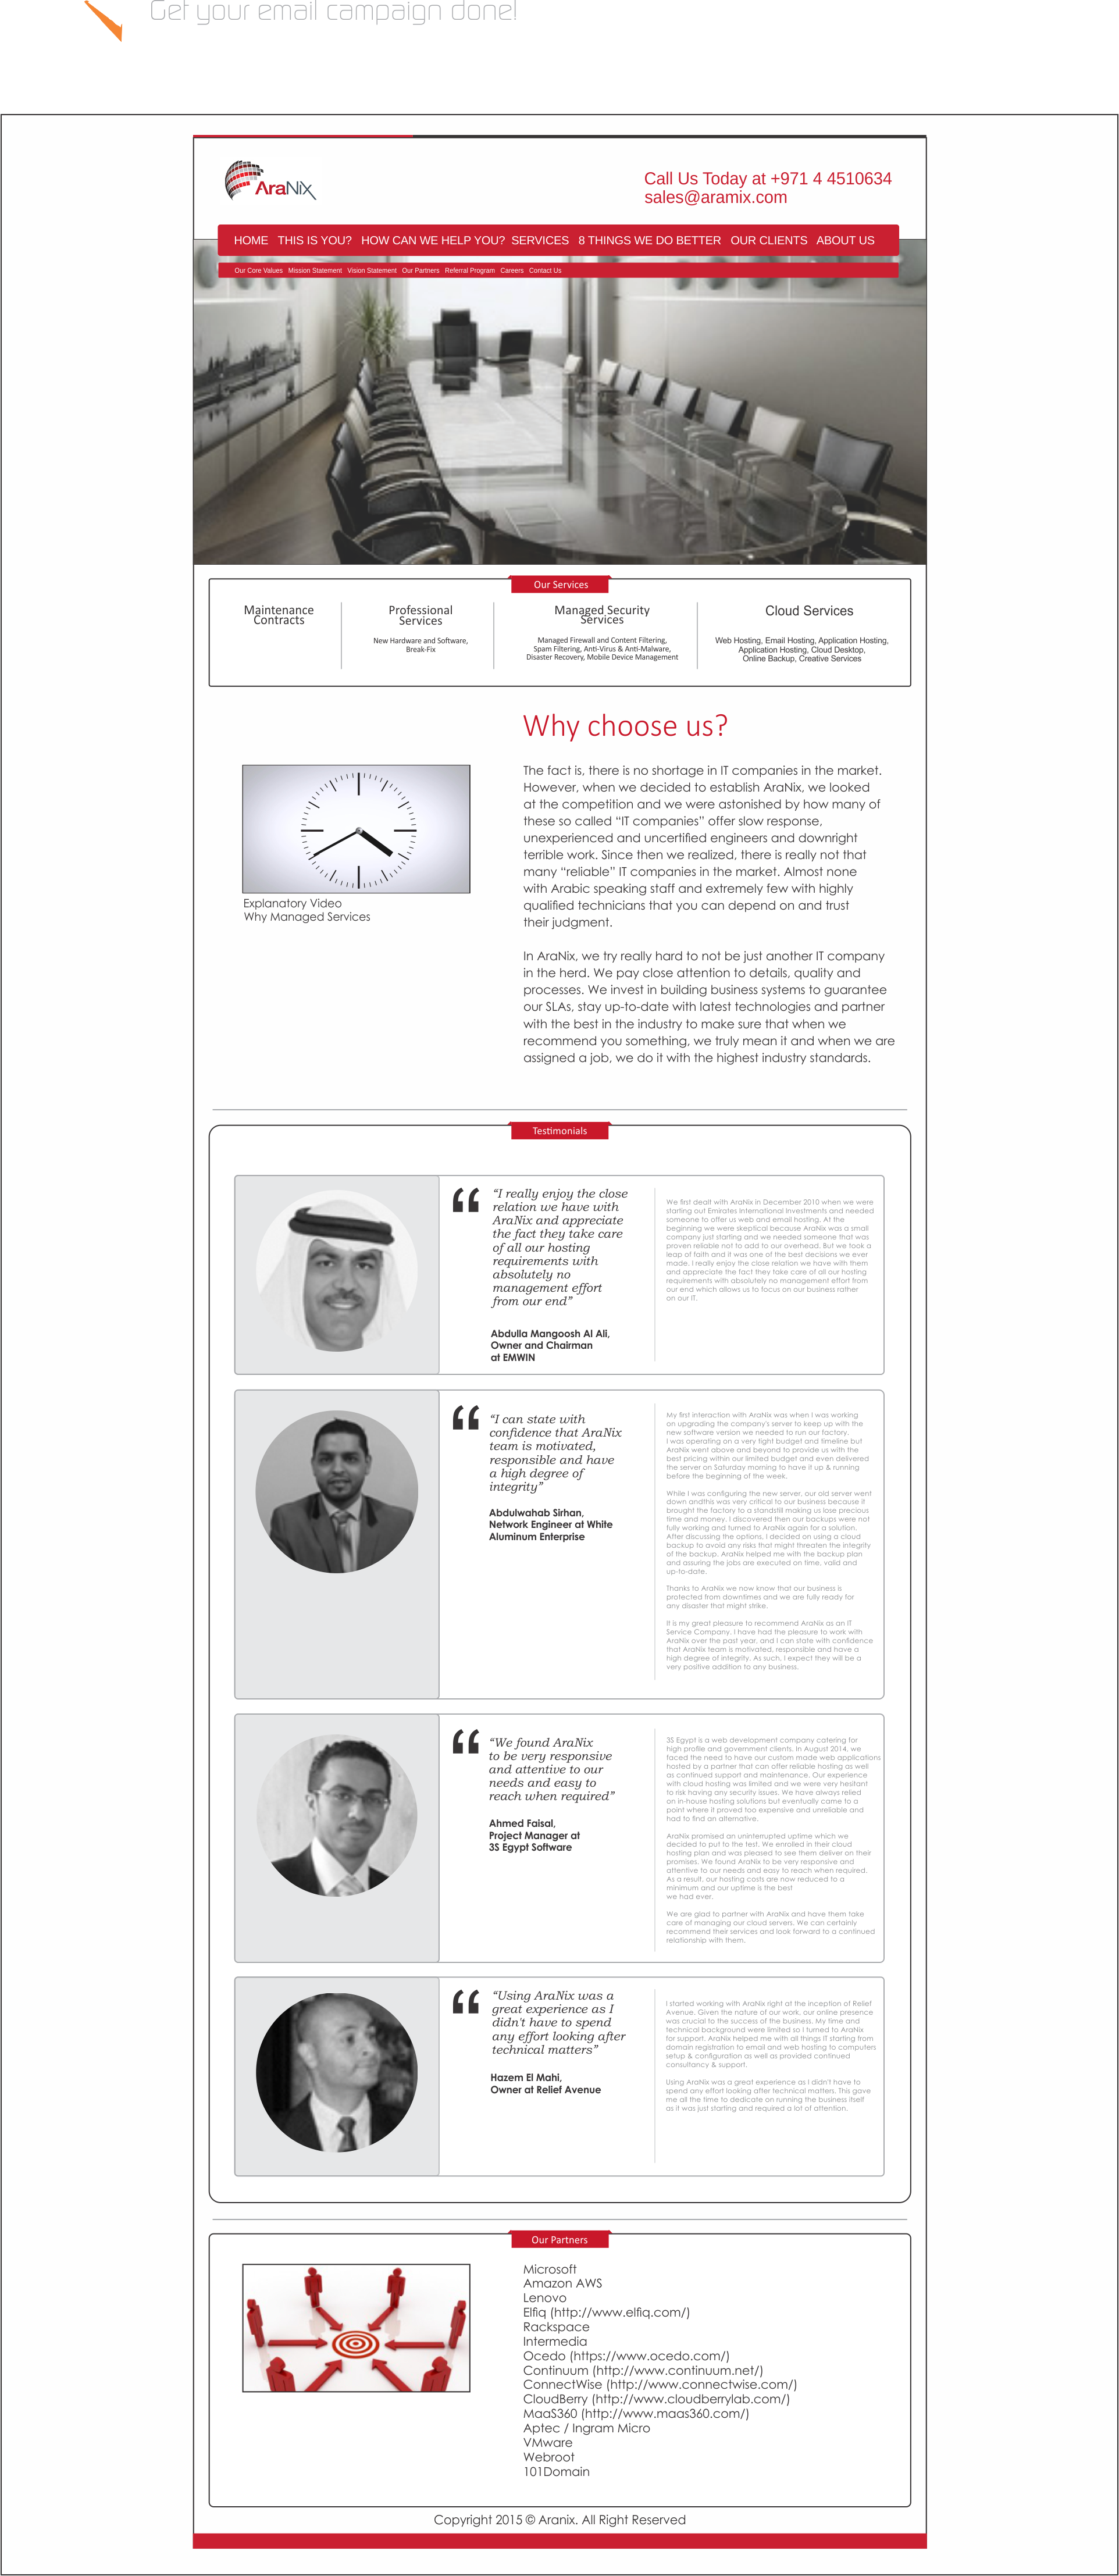 Get your email campaign done!
AraNix
Call Us Today at +971 4 4510634
sales@aramix.com
HOME THIS IS YOU? HOW CAN WE HELP YOU? SERVICES 8 THINGS WE DO BETTER OUR CLIENTS ABOUT US
Our Core Values Mission Statement Vision Statement Our Partners Referral Program Careers Contact Us
Our Services
Maintenance
Contracts
Professional
Services
New Hardware and Software,
Break-Fix
Managed Security
Services
Managed Firewall and Content Filtering,
Spam Filtering, Anti-Virus & Anti-Malware,
Disaster Recovery, Mobile Device Management
Cloud Services
Web Hosting, Email Hosting, Application Hosting,
Application Hosting, Cloud Desktop,
Online Backup, Creative Services
Why choose us?
Explanatory Video
Why Managed Services
The fact is, there is no shortage in IT companies in the market.
However, when we decided to establish AraNix, we looked
at the competition and we were astonished by how many of
these so called “IT companies” offer slow response,
unexperienced and uncertified engineers and downright
terrible work. Since then we realized, there is really not that
many “reliable” IT companies in the market. Almost none
with Arabic speaking staff and extremely few with highly
qualified technicians that you can depend on and trust
their judgment.
In AraNix, we try really hard to not be just another IT company
in the herd. We pay close attention to details, quality and
processes. We invest in building business systems to guarantee
our SLAs, stay up-to-date with latest technologies and partner
with the best in the industry to make sure that when we
recommend you something, we truly mean it and when we are
assigned a job, we do it with the highest industry standards.
Testimonials
“I really enjoy the close
relation we have with
AraNix and appreciate
the fact they take care
of all our hosting
requirements with
absolutely no
management effort
from our end”
Abdulla Mangoosh Al Ali,
Owner and Chairman
at EMWIN
We first dealt with AraNix in December 2010 when we were
starting out Emirates International Investments and needed
someone to offer us web and email hosting. At the
beginning we were skeptical because AraNix was a small
company just starting and we needed someone that was
proven reliable not to add to our overhead. But we took a
leap of faith and it was one of the best decisions we ever
made. I really enjoy the close relation we have with them
and appreciate the fact they take care of all our hosting
requirements with absolutely no management effort from
our end which allows us to focus on our business rather
on our IT.
“I can state with
confidence that AraNix
team is motivated,
responsible and have
a high degree of
integrity”
Abdulwahab Sirhan,
Network Engineer at White
Aluminum Enterprise
My first interaction with AraNix was when I was working
on upgrading the company's server to keep up with the
new software version we needed to run our factory.
I was operating on a very tight budget and timeline but
AraNix went above and beyond to provide us with the
best pricing within our limited budget and even delivered
the server on Saturday morning to have it up & running
before the beginning of the week.
While I was configuring the new server, our old server went
down andthis was very critical to our business because it
brought the factory to a standstill making us lose precious
time and money. I discovered then our backups were not
fully working and turned to AraNix again for a solution.
After discussing the options, I decided on using a cloud
backup to avoid any risks that might threaten the integrity
of the backup. AraNix helped me with the backup plan
and assuring the jobs are executed on time, valid and
up-to-date.
Thanks to AraNix we now know that our business is
protected from downtimes and we are fully ready for
any disaster that might strike.
It is my great pleasure to recommend AraNix as an IT
Service Company. I have had the pleasure to work with
AraNix over the past year, and I can state with confidence
that AraNix team is motivated, responsible and have a
high degree of integrity. As such, I expect they will be a
very positive addition to any business.
“We found AraNix
to be very responsive
and attentive to our
needs and easy to
reach when required”
Ahmed Faisal,
Project Manager at
3S Egypt Software
3S Egypt is a web development company catering for
high profile and government clients. In August 2014, we
faced the need to have our custom made web applications
hosted by a partner that can offer reliable hosting as well
as continued support and maintenance. Our experience
with cloud hosting was limited and we were very hesitant
to risk having any security issues. We have always relied
on in-house hosting solutions but eventually came to a
point where it proved too expensive and unreliable and
had to find an alternative.
AraNix promised an uninterrupted uptime which we
decided to put to the test. We enrolled in their cloud
hosting plan and was pleased to see them deliver on their
promises. We found AraNix to be very responsive and
attentive to our needs and easy to reach when required.
As a result, our hosting costs are now reduced to a
minimum and our uptime is the best
we had ever.
We are glad to partner with AraNix and have them take
care of managing our cloud servers. We can certainly
recommend their services and look forward to a continued
relationship with them.
“Using AraNix was a
great experience as I
didn't have to spend
any effort looking after
technical matters”
Hazem El Mahi,
Owner at Relief Avenue
I started working with AraNix right at the inception of Relief
Avenue. Given the nature of our work, our online presence
was crucial to the success of the business. My time and
technical background were limited so I turned to AraNix
for support. AraNix helped me with all things IT starting from
domain registration to email and web hosting to computers
setup & configuration as well as provided continued
consultancy & support.
Using AraNix was a great experience as I didn't have to
spend any effort looking after technical matters. This gave
me all the time to dedicate on running the business itself
as it was just starting and required a lot of attention.
Our Partners
Microsoft
Amazon AWS
Lenovo
Elfiq (http://www.elfiq.com/)
Rackspace
Intermedia
Ocedo (https://www.ocedo.com/)
Continuum (http://www.continuum.net/)
ConnectWise (http://www.connectwise.com/)
CloudBerry (http://www.cloudberrylab.com/)
MaaS360 (http://www.maas360.com/)
Aptec / Ingram Micro
VMware
Webroot
101Domain
Copyright 2015 © Aranix. All Right Reserved